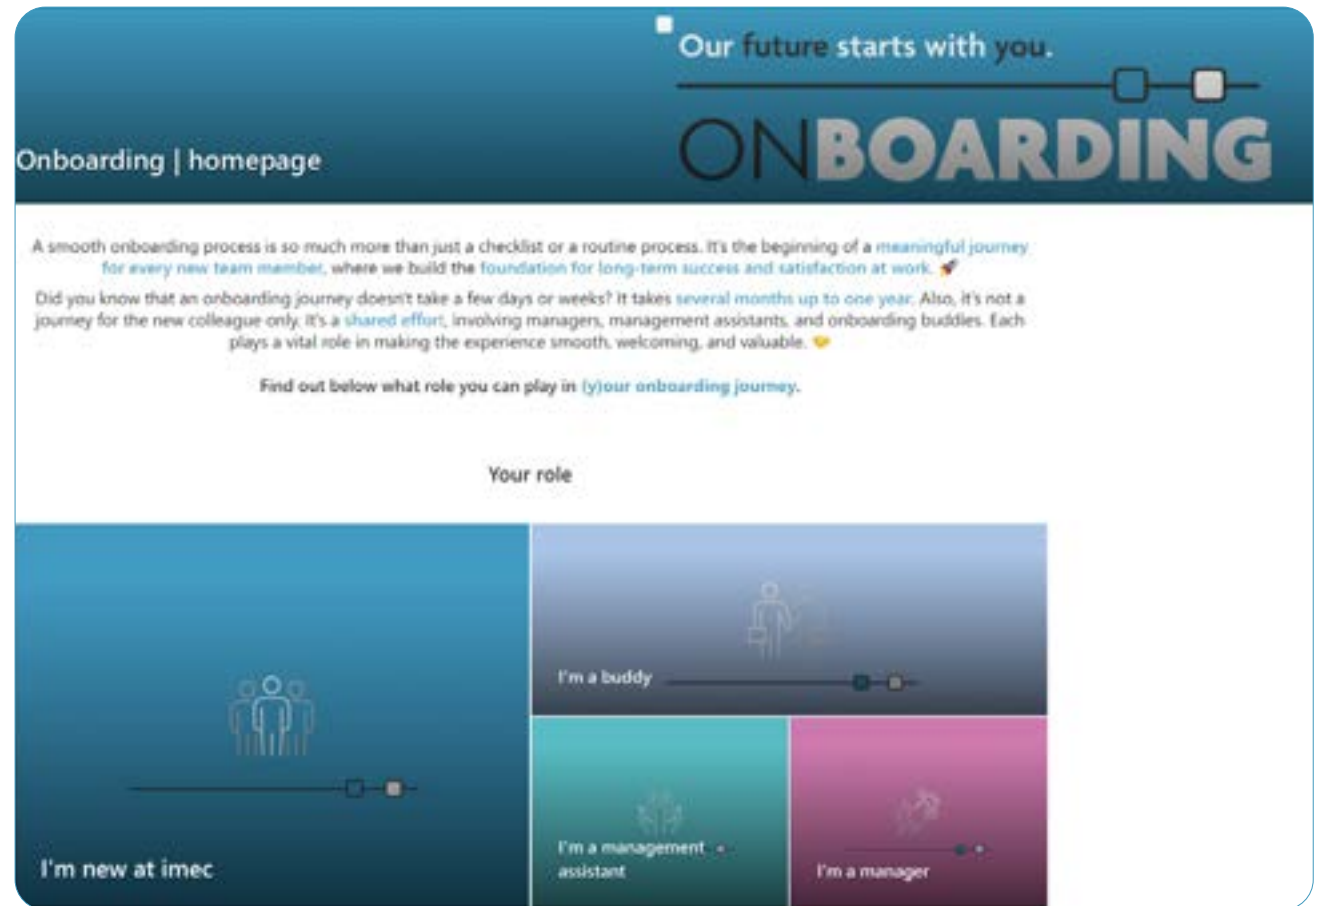 Our future starts with you.
ONBOARDING
Onboarding | homepage
A smooth onboarding process is so much more than just a checklist or a routine process. It's the beginning of a meaningful journey
for every new team member, where we build the foundation for long-term success and satisfaction at work. 🚀
Did you know that an onboarding journey doesn't take a few days or weeks? It takes several months up to one year. Also, it's not a
journey for the new colleague only. It's a shared effort, involving managers, management assistants, and onboarding buddies. Each
plays a vital role in making the experience smooth, welcoming, and valuable. 🤝
Find out below what role you can play in (y)our onboarding journey.
Your role
I'm new at imec
I'm a buddy
I'm a management
assistant
I'm a manager